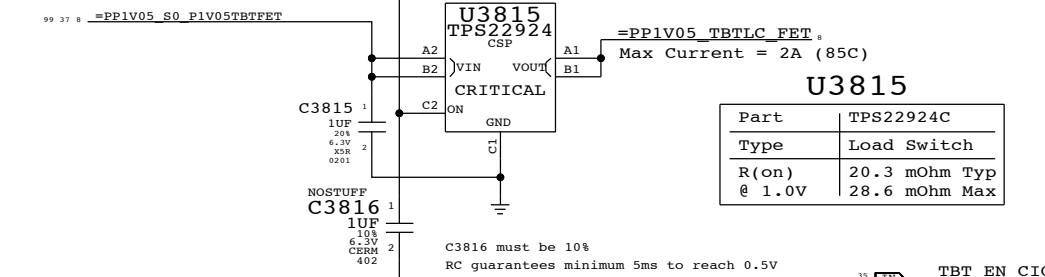 99 37 8 =PP1V05_S0_P1V05TBTFET
U3815
TPS22924
CSP
=PP1V05_TBTLC_FET 8
Max Current = 2A (85C)
A2 A1
B2 VIN VOUT B1
CRITICAL
C2 ON
GND
C1
C3815 1
1UF
20%
6.3V
X5R 2
0201
U3815
Part TPS22924C
Type Load Switch
R(on) 20.3 mOhm Typ
@ 1.0V 28.6 mOhm Max
NOSTUFF
C3816 1
1UF
10%
6.3V 2
CERM
402
C3816 must be 10%
RC guarantees minimum 5ms to reach 0.5V
35 IN TBT EN